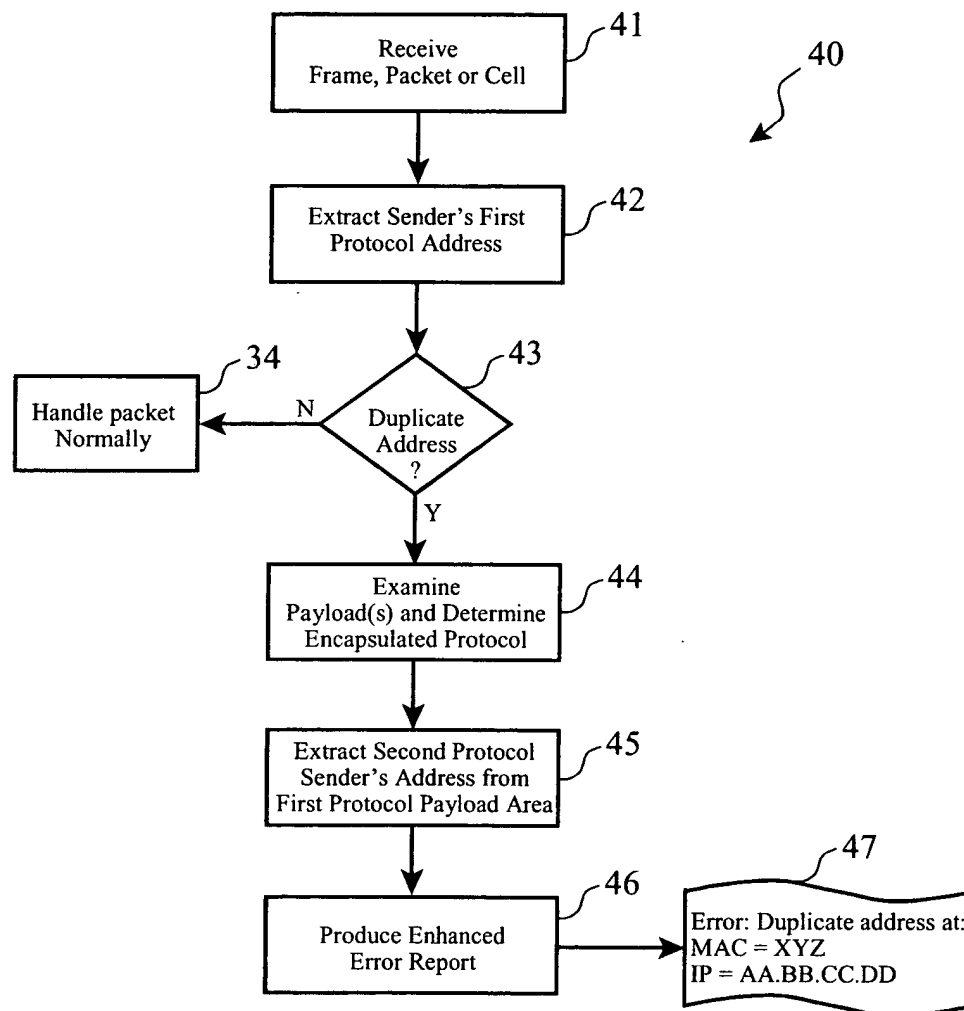 41
Receive
Frame, Packet or Cell
40
42
Extract Sender's First
Protocol Address
43
34
N
Handle packet
Normally
Duplicate
Address
?
Y
44
Examine
Payload(s) and Determine
Encapsulated Protocol
45
Extract Second Protocol
Sender's Address from
First Protocol Payload Area
47
46
Produce Enhanced
Error Report
Error: Duplicate address at:
MAC = XYZ
IP = AA.BB.CC.DD